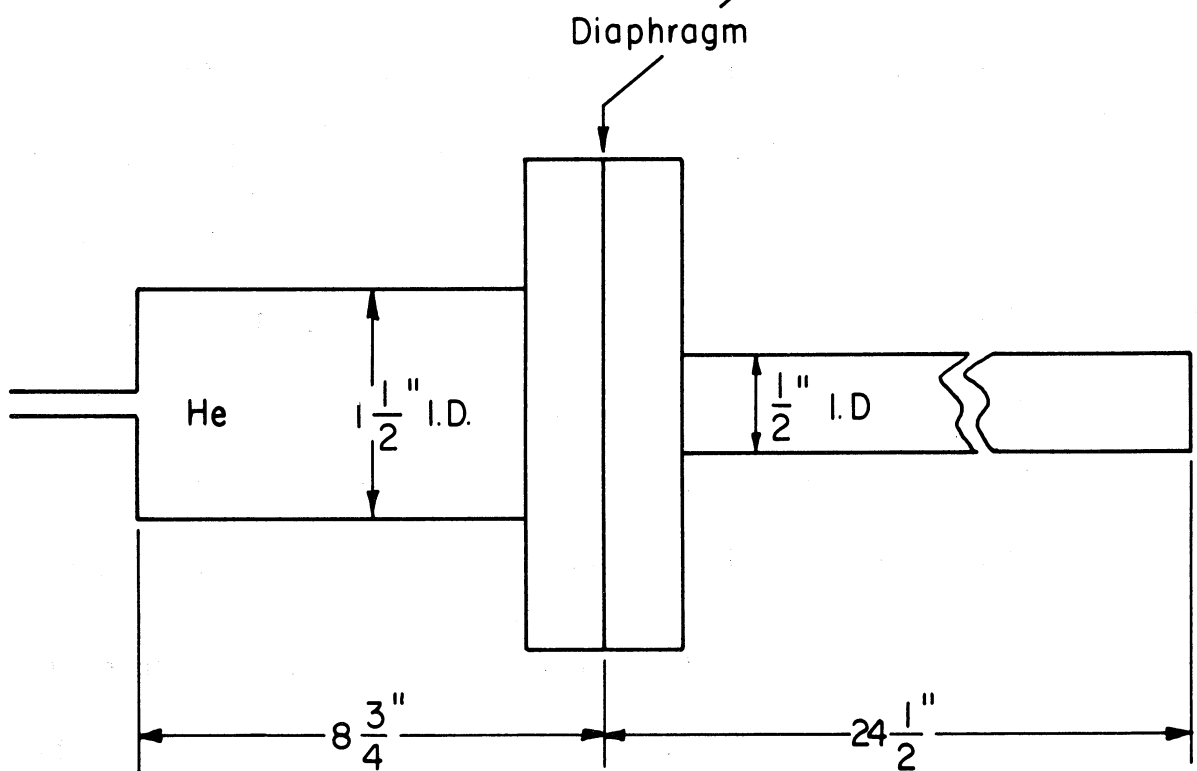 Diaphragm
He
1 1/2" I.D.
1/2" I.D
8 3/4"
24 1/2"